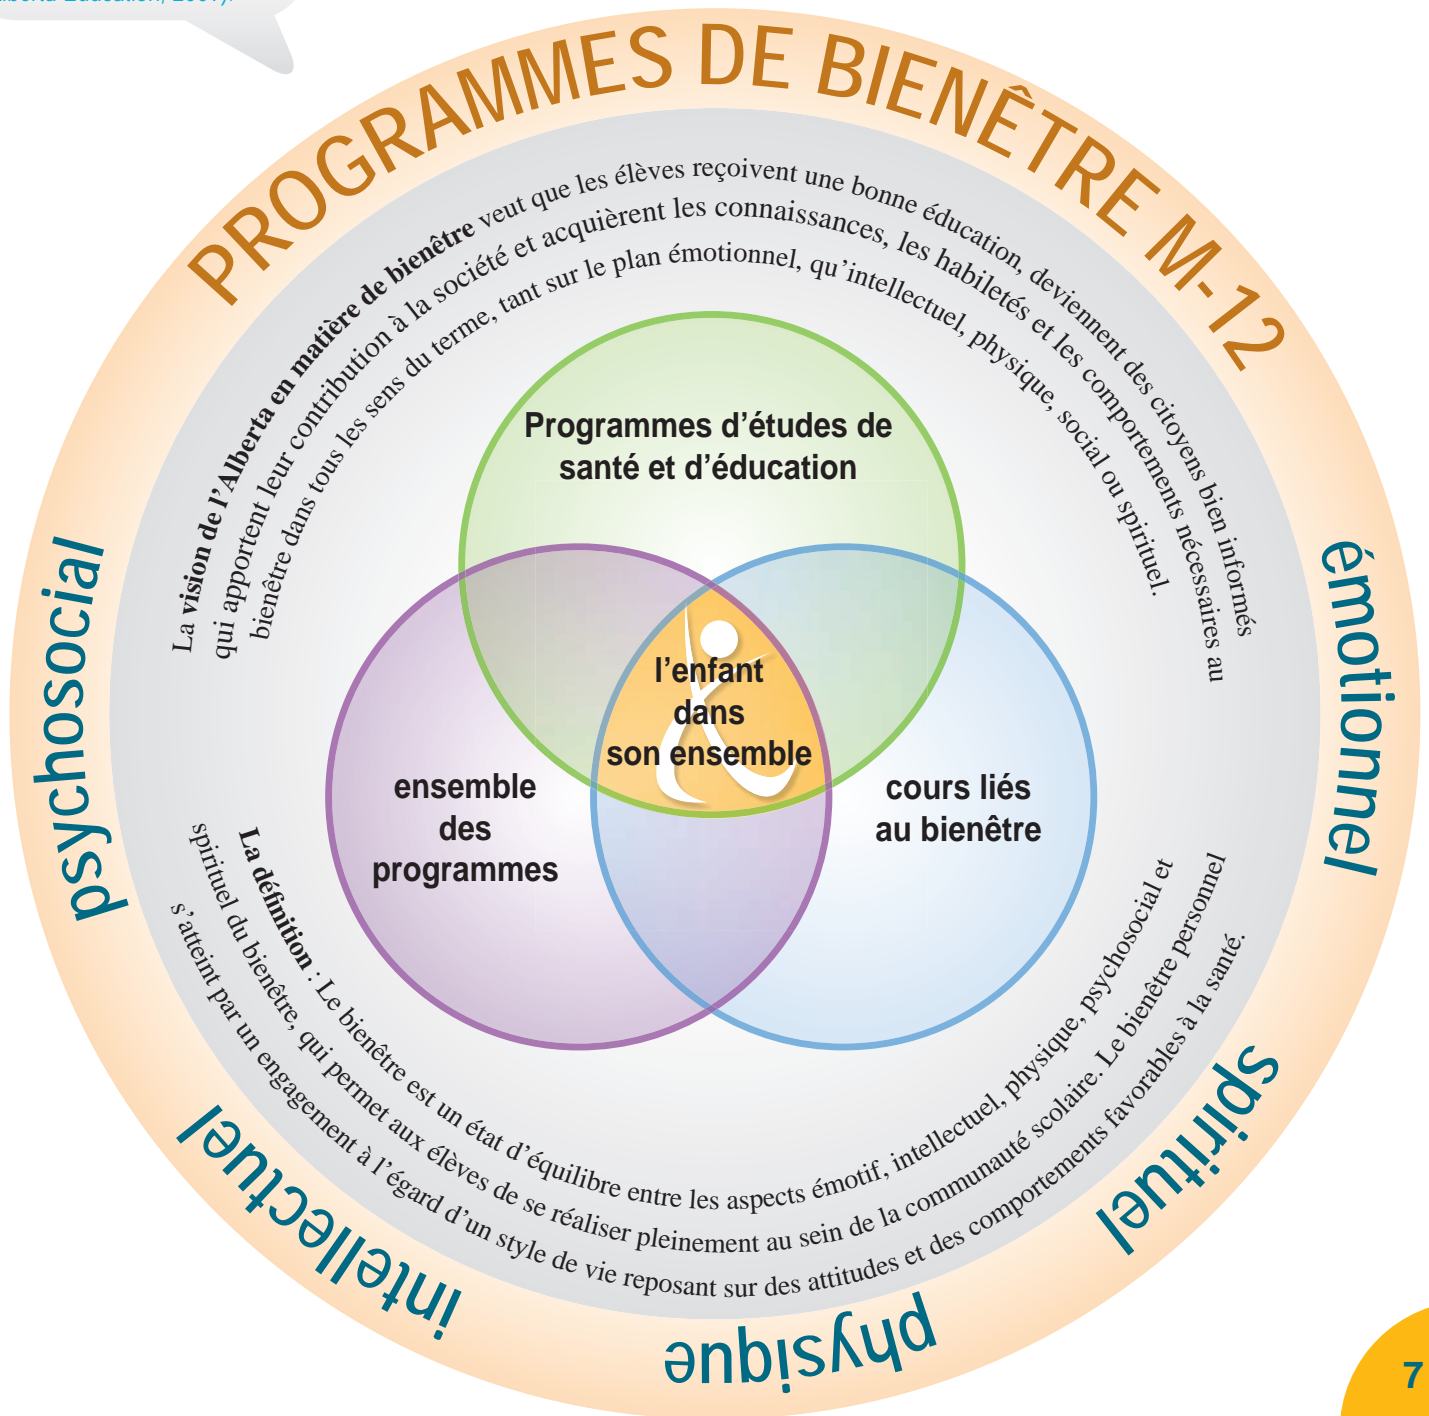 Alberta Education, 2007).
PROGRAMMES DE BIENÊTRE M-12
La vision de l’Alberta en matière de bienêtre veut que les élèves reçoivent une bonne éducation, deviennent des citoyens bien informés
qui apportent leur contribution à la société et acquièrent les connaissances, les habiletés et les comportements nécessaires au
bienêtre dans tous les sens du terme, tant sur le plan émotionnel, qu’intellectuel, physique, social ou spirituel.
Programmes d’études de
santé et d’éducation
l’enfant
dans
son ensemble
ensemble
des
programmes
cours liés
au bienêtre
La définition : Le bienêtre est un état d’équilibre entre les aspects émotif, intellectuel, physique, psychosocial et
spirituel du bienêtre, qui permet aux élèves de se réaliser pleinement au sein de la communauté scolaire. Le bienêtre personnel
s’atteint par un engagement à l’égard d’un style de vie reposant sur des attitudes et des comportements favorables à la santé.
psychosocial
émotionnel
spirituel
physique
intellectuel
7